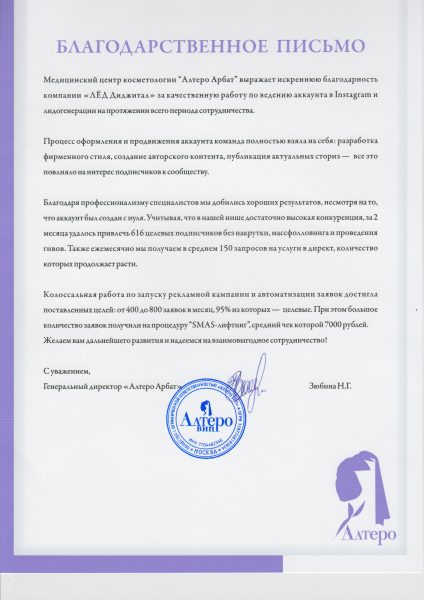 БЛАГОДАРСТВЕННОЕ ПИСЬМО
Медицинский центр косметологии "Алтеро Арбат" выражает искреннюю благодарность
компании «ЛЁД Диджитал» за качественную работу по ведению аккаунта в Instagram и
лидогенерации на протяжении всего периода сотрудничества.
Процесс оформления и продвижения аккаунта команда полностью взяла на себя: разработка
фирменного стиля, создание авторского контента, публикация актуальных сториз — все это
повлияло на интерес подписчиков к сообществу.
Благодаря профессионализму специалистов мы добились хороших результатов, несмотря на то,
что аккаунт был создан с нуля. Учитывая, что в нашей нише достаточно высокая конкуренция, за 2
месяца удалось привлечь 616 целевых подписчиков без накрутки, массфолловинга и проведения
гивов. Также ежемесячно мы получаем в среднем 150 запросов на услуги в директ, количество
которых продолжает расти.
Колоссальная работа по запуску рекламной кампании и автоматизации заявок достигла
поставленных целей: от 400 до 800 заявок в месяц, 95% из которых — целевые. При этом большое
количество заявок получили на процедуру "SMAS-лифтинг", средний чек которой 7000 рублей.
Желаем вам дальнейшего развития и надеемся на взаимовыгодное сотрудничество!
С уважением,
Генеральный директор «Алтеро Арбат» Зюбина Н.Г.
Алтеро
вип
МОСКВА
Алтеро